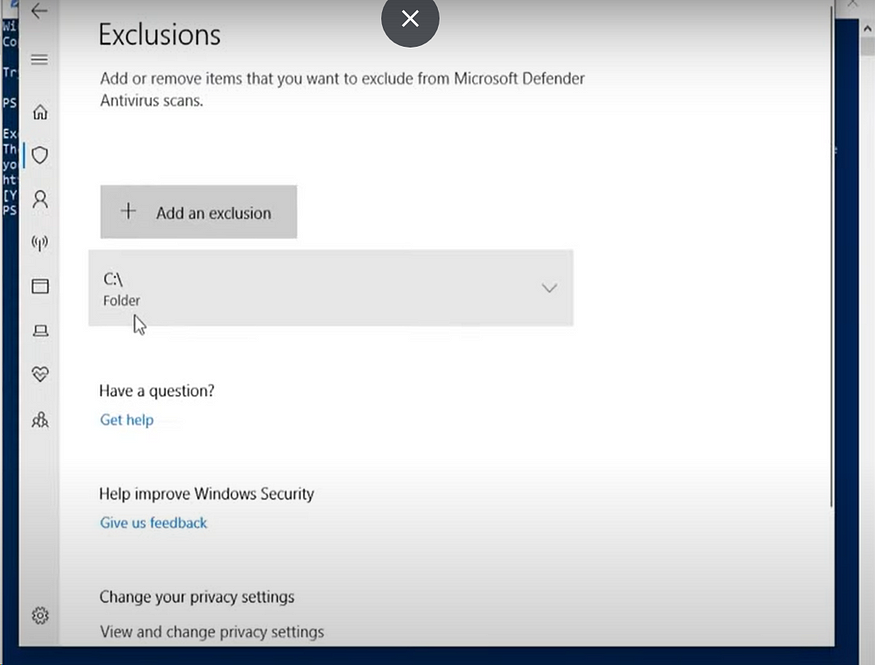 Exclusions
Add or remove items that you want to exclude from Microsoft Defender
Antivirus scans.
Add an exclusion
C:\
Folder
Have a question?
Get help
Help improve Windows Security
Give us feedback
Change your privacy settings
View and change privacy settings
Wi
Co
Tr
PS
Ex
Th
yo
ht
[Y
PS